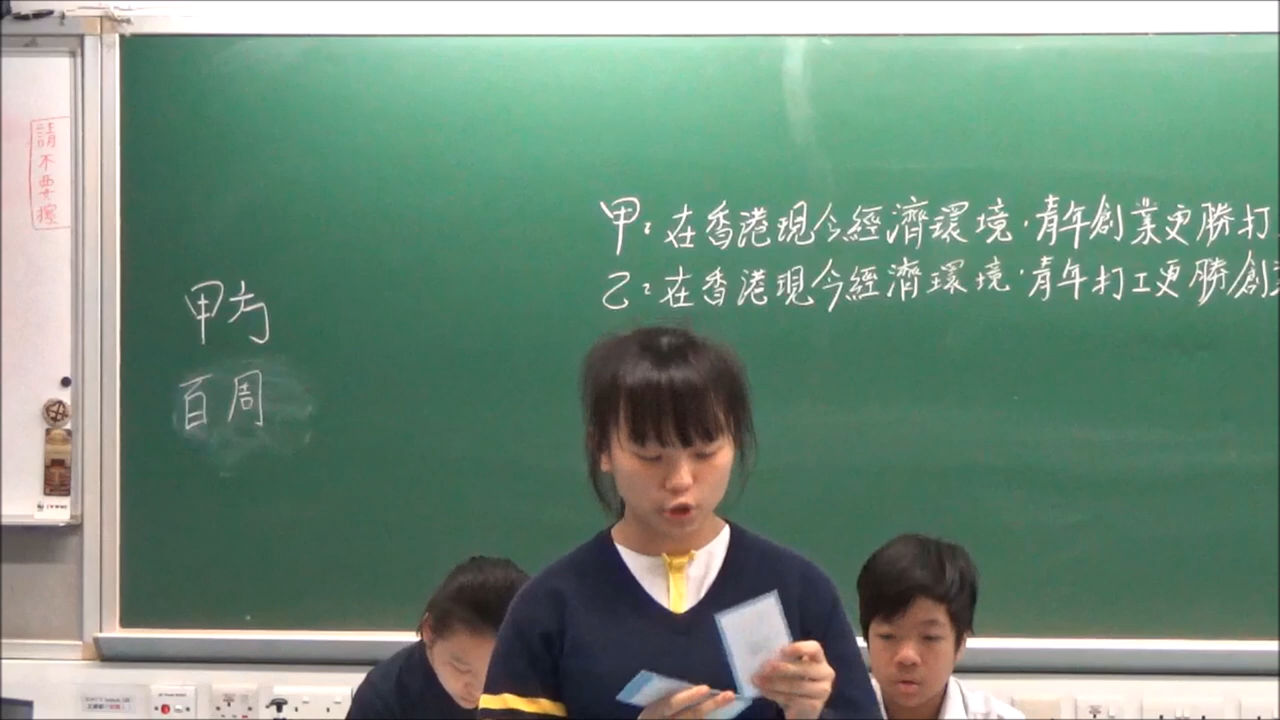 請不要擦
甲：在香港現今經濟環境，青年創業更勝打
乙：在香港現今經濟環境，青年打工更勝創
甲方
百周